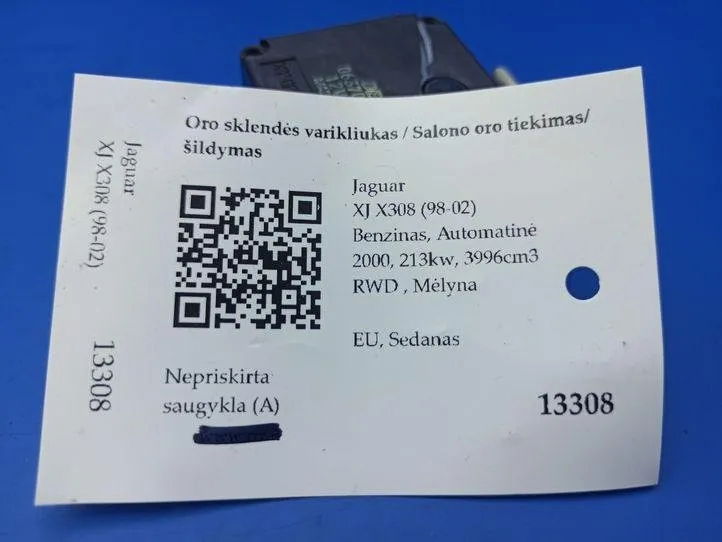 Oro sklendės varikliukas / Salono oro tiekimas/
šildymas
Jaguar
XJ X308 (98-02)
Benzinas, Automatinė
2000, 213kw, 3996cm3
RWD , Mėlyna
EU, Sedanas
Nepriskirta
saugykla (A)
13308
Jaguar
XJ X308 (98-02)
13308